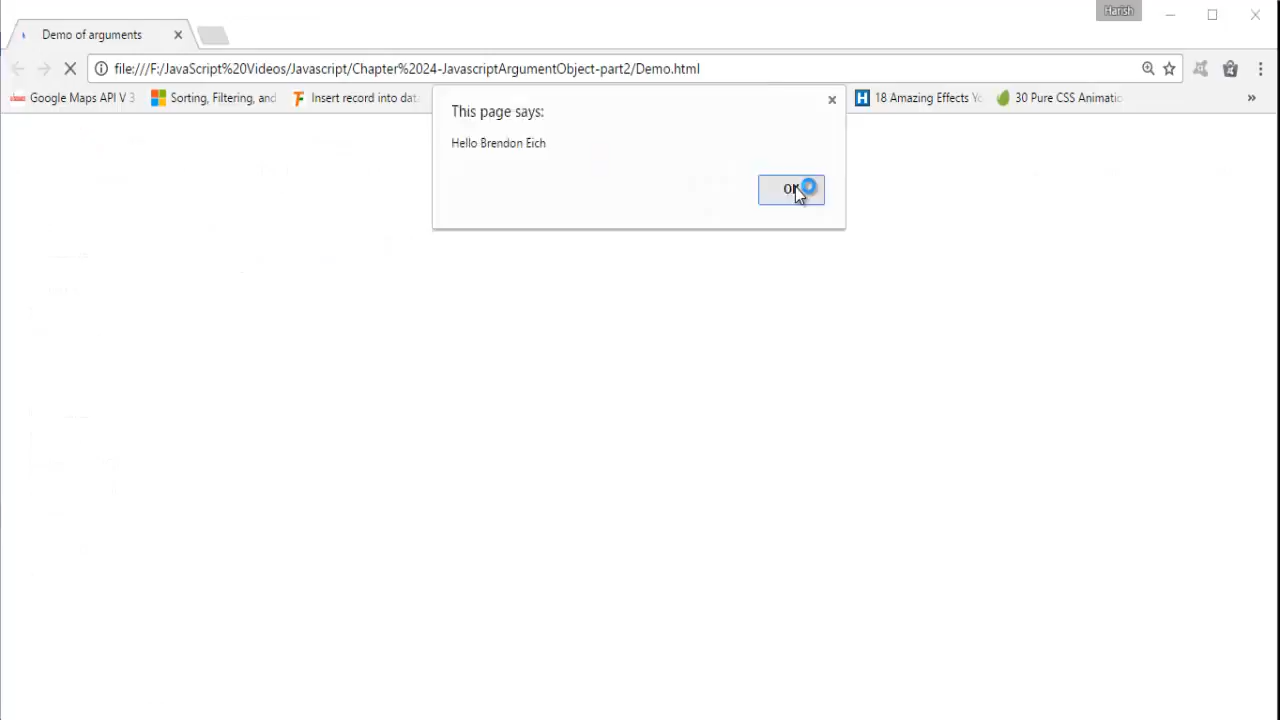 Harish
Demo of arguments
file:///F:/JavaScript%20Videos/Javascript/Chapter%2024-JavascriptArgumentObject-part2/Demo.html
Google Maps API V 3
Sorting, Filtering, and
Insert record into dat
18 Amazing Effects Yo
30 Pure CSS Animatio
»
This page says:
Hello Brendon Eich
OK